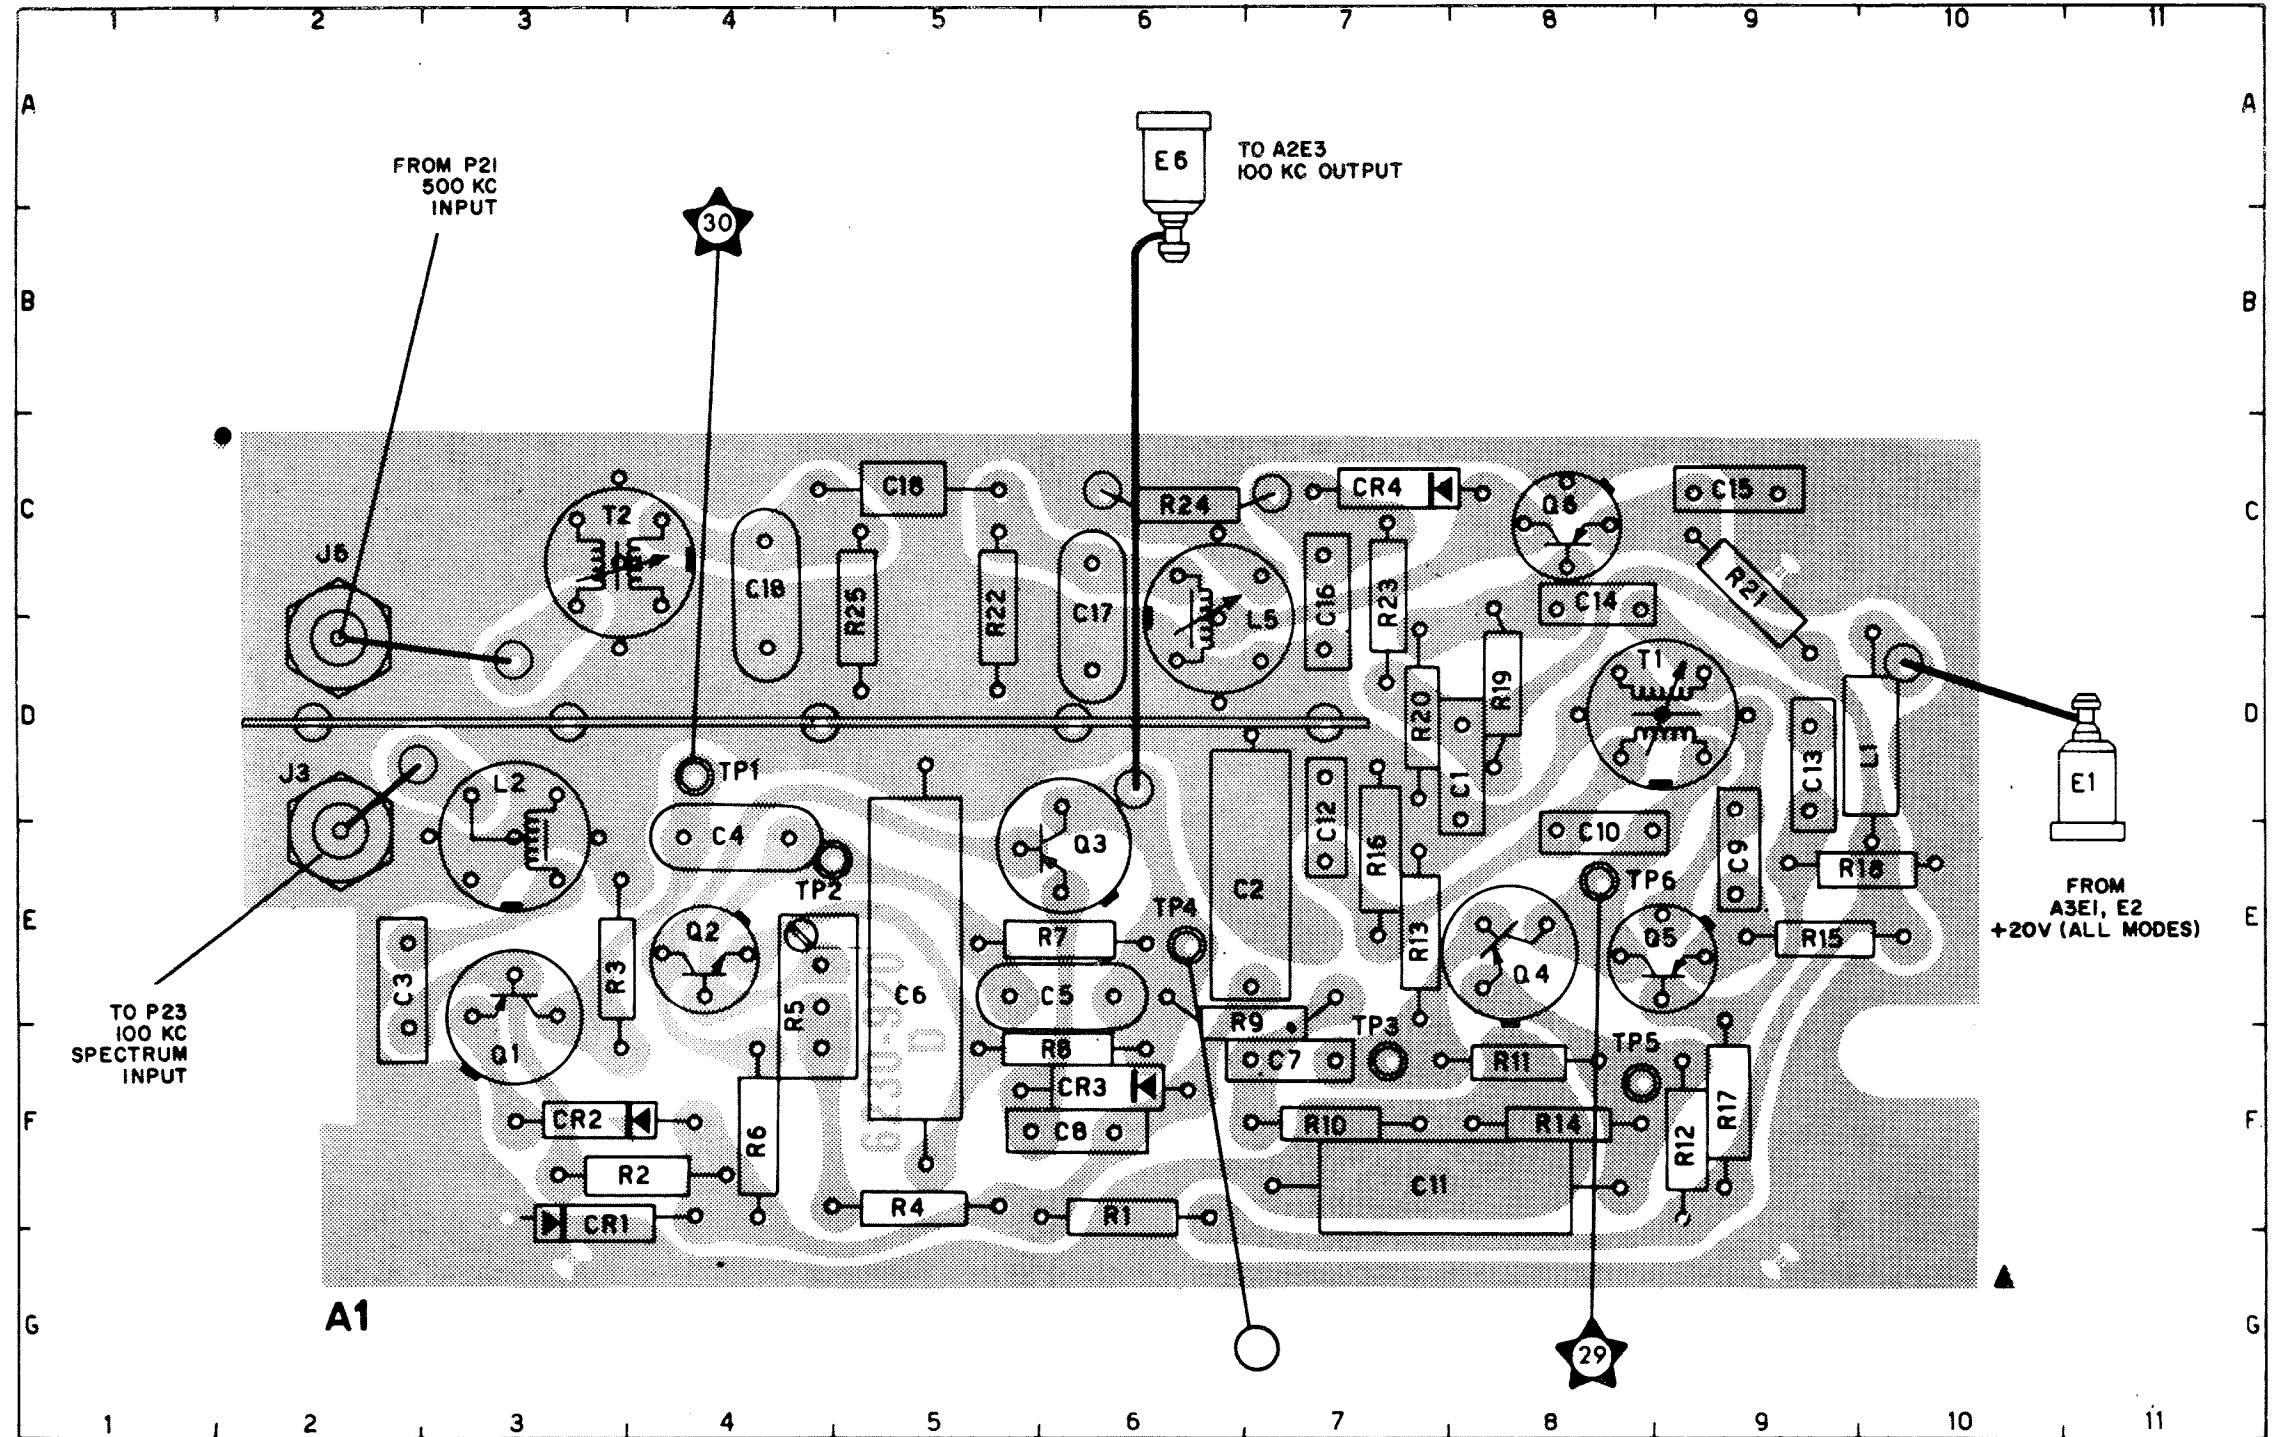 1 2 3 4 5 6 7 8 9 10 11
A A
E6
TO A2E3
100 KC OUTPUT
FROM P21
500 KC
INPUT
30
B B
C C
C18
R24
CR4
Q6
C15
T2
J5
C18
R25
R22
C17
L5
C16
R23
C14
R21
T1
D D
R20
R19
C1
C13
L1
E1
J3
L2
TP1
C4
TP2
Q3
C2
C12
R16
C10
C9
R18
TP6
FROM
A3E1, E2
+20V (ALL MODES)
E E
Q2
R7
TP4
R13
Q4
Q5
R15
C3
R3
R5
C6
C5
R9
TP3
TO P23
100 KC
SPECTRUM
INPUT
Q1
R8
C7
R11
TP5
CR3
F F
CR2
R6
C8
R10
R14
R12
R17
R2
R4
R1
C11
CR1
A1
G G
29
1 2 3 4 5 6 7 8 9 10 11